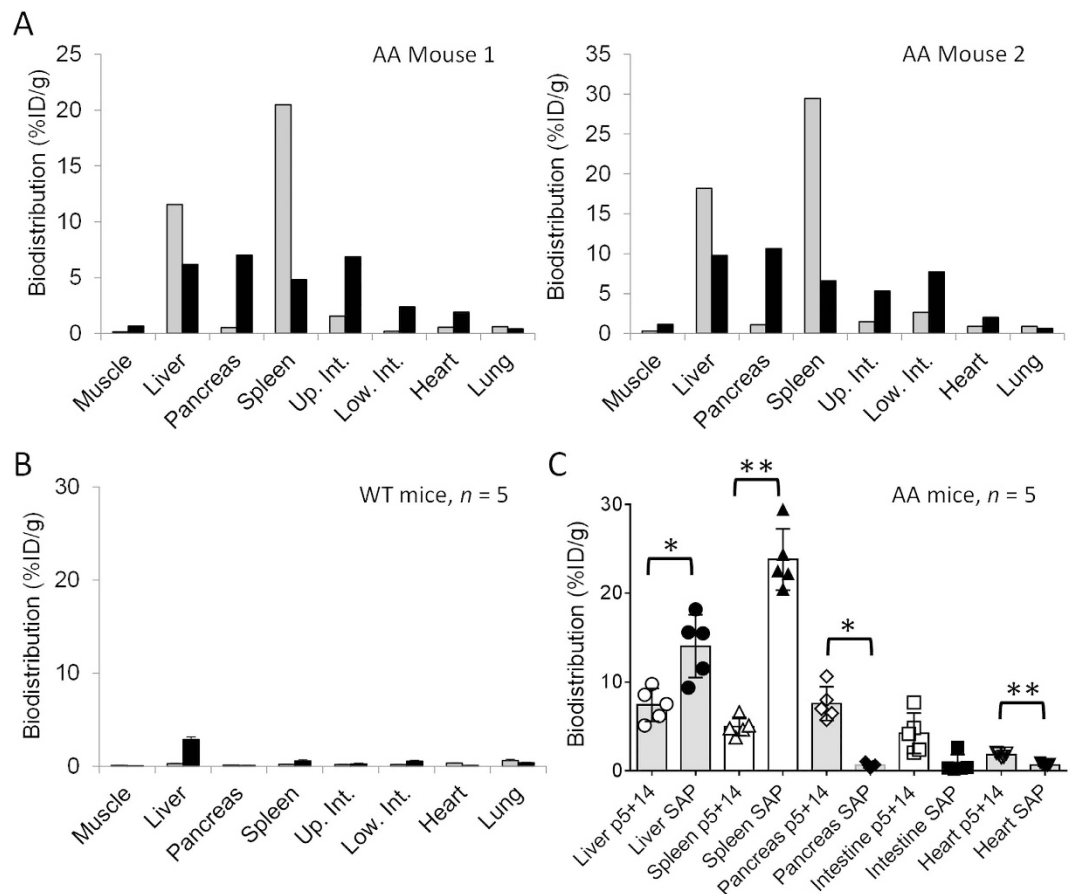 A
AA Mouse 1
Biodistribution (%ID/g)
25
20
15
10
5
0
Muscle
Liver
Pancreas
Spleen
Up. Int.
Low. Int.
Heart
Lung
AA Mouse 2
Biodistribution (%ID/g)
35
30
25
20
15
10
5
0
Muscle
Liver
Pancreas
Spleen
Up. Int.
Low. Int.
Heart
Lung
B
WT mice, n = 5
Biodistribution (%ID/g)
30
20
10
0
Muscle
Liver
Pancreas
Spleen
Up. Int.
Low. Int.
Heart
Lung
C
AA mice, n = 5
Biodistribution (%ID/g)
30
20
10
0
*
**
*
**
Liver p5+14
Liver SAP
Spleen p5+14
Spleen SAP
Pancreas p5+14
Pancreas SAP
Intestine p5+14
Intestine SAP
Heart p5+14
Heart SAP